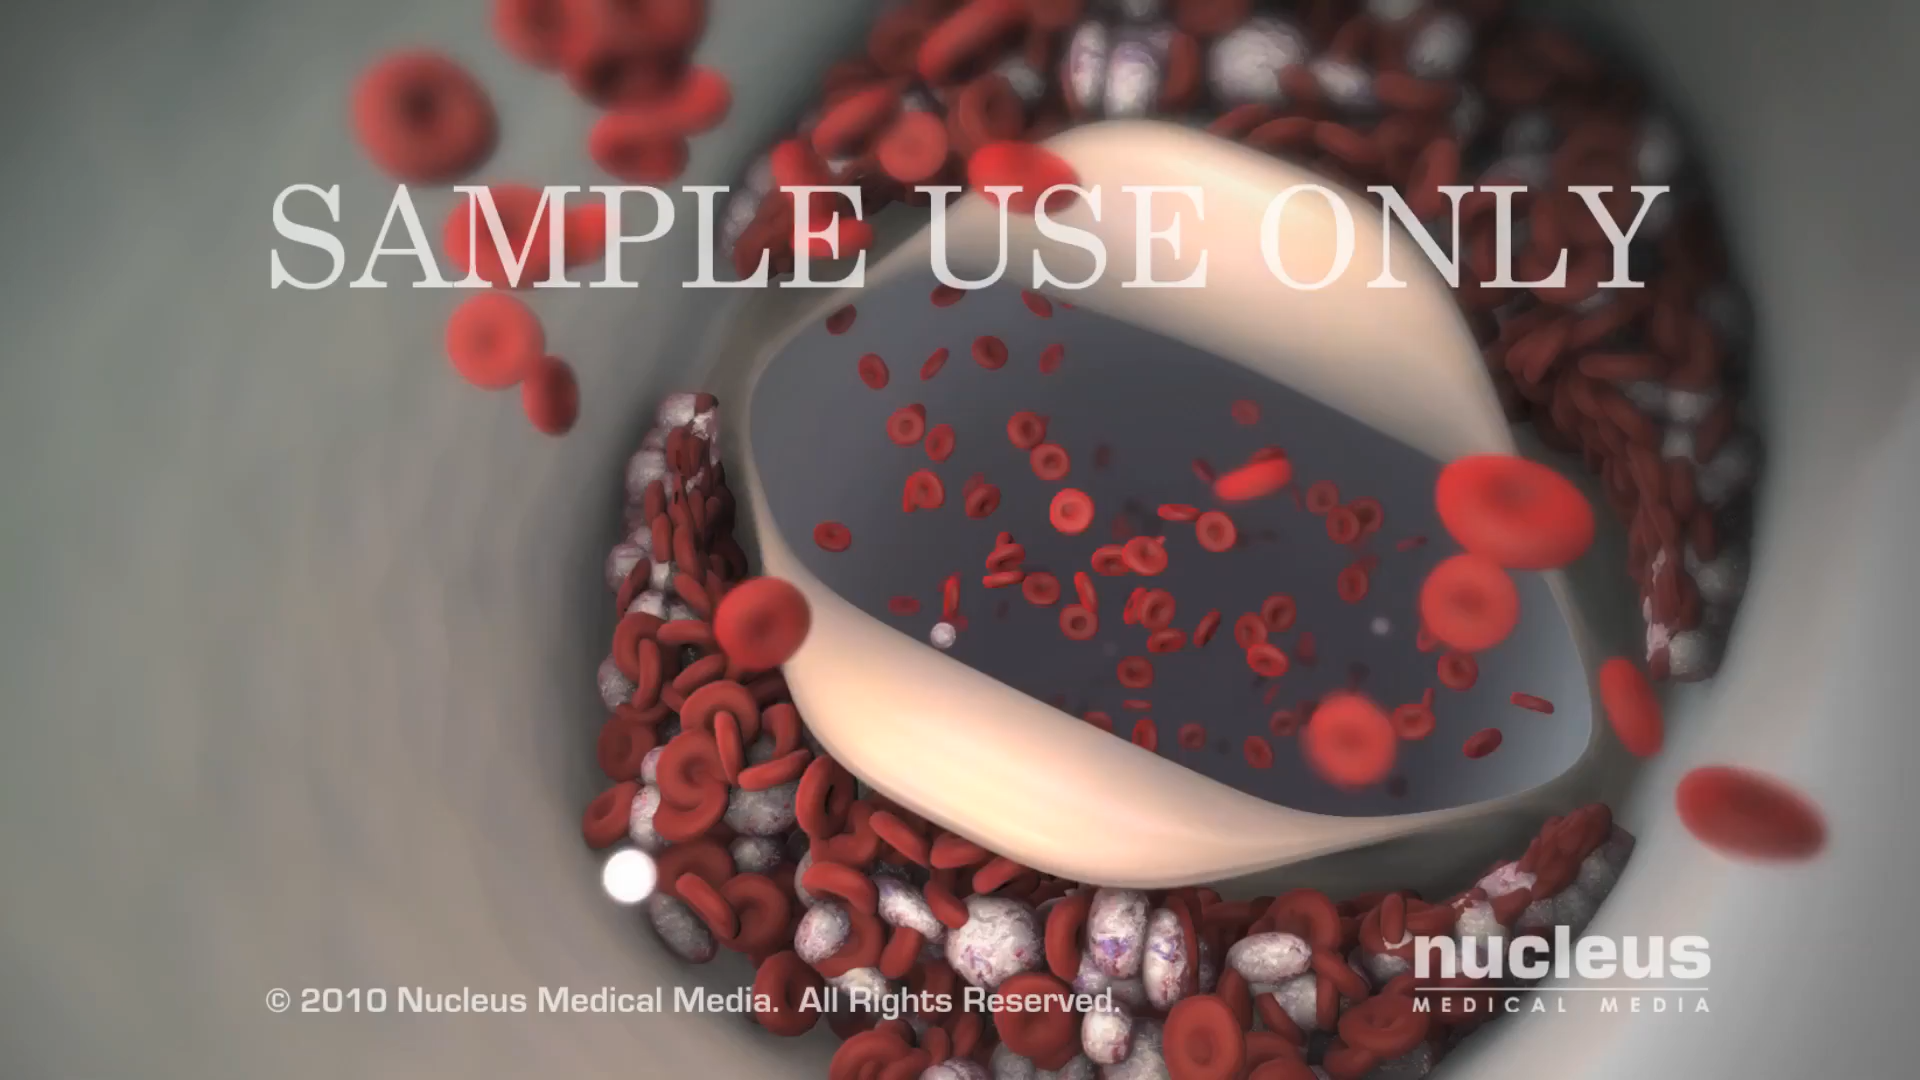 SAMPLE USE ONLY
© 2010 Nucleus Medical Media. All Rights Reserved.
nucleus
MEDICAL MEDIA